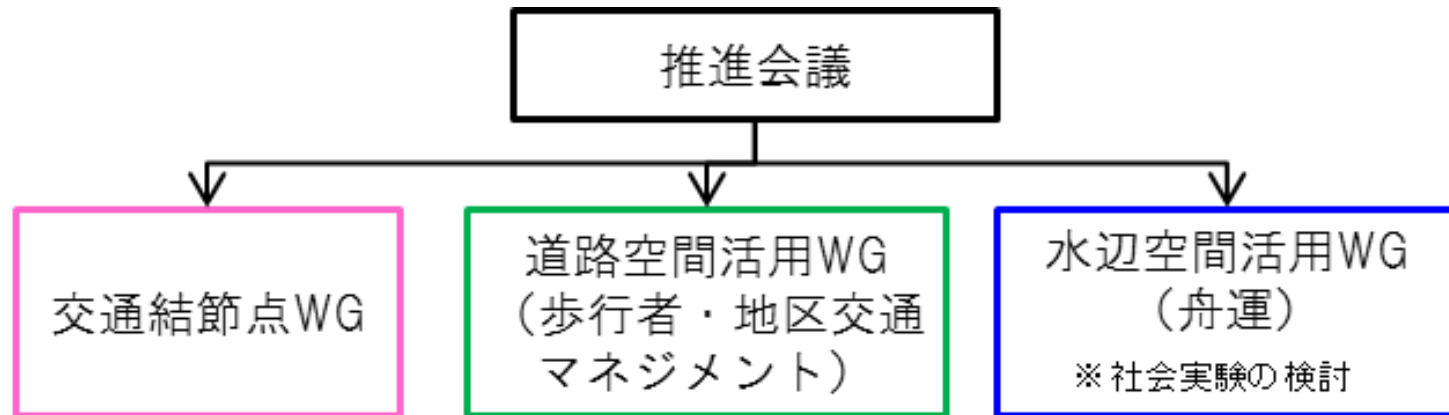 推進会議
交通結節点WG
道路空間活用WG
（歩行者・地区交通
マネジメント）
水辺空間活用WG
（舟運）
※社会実験の検討